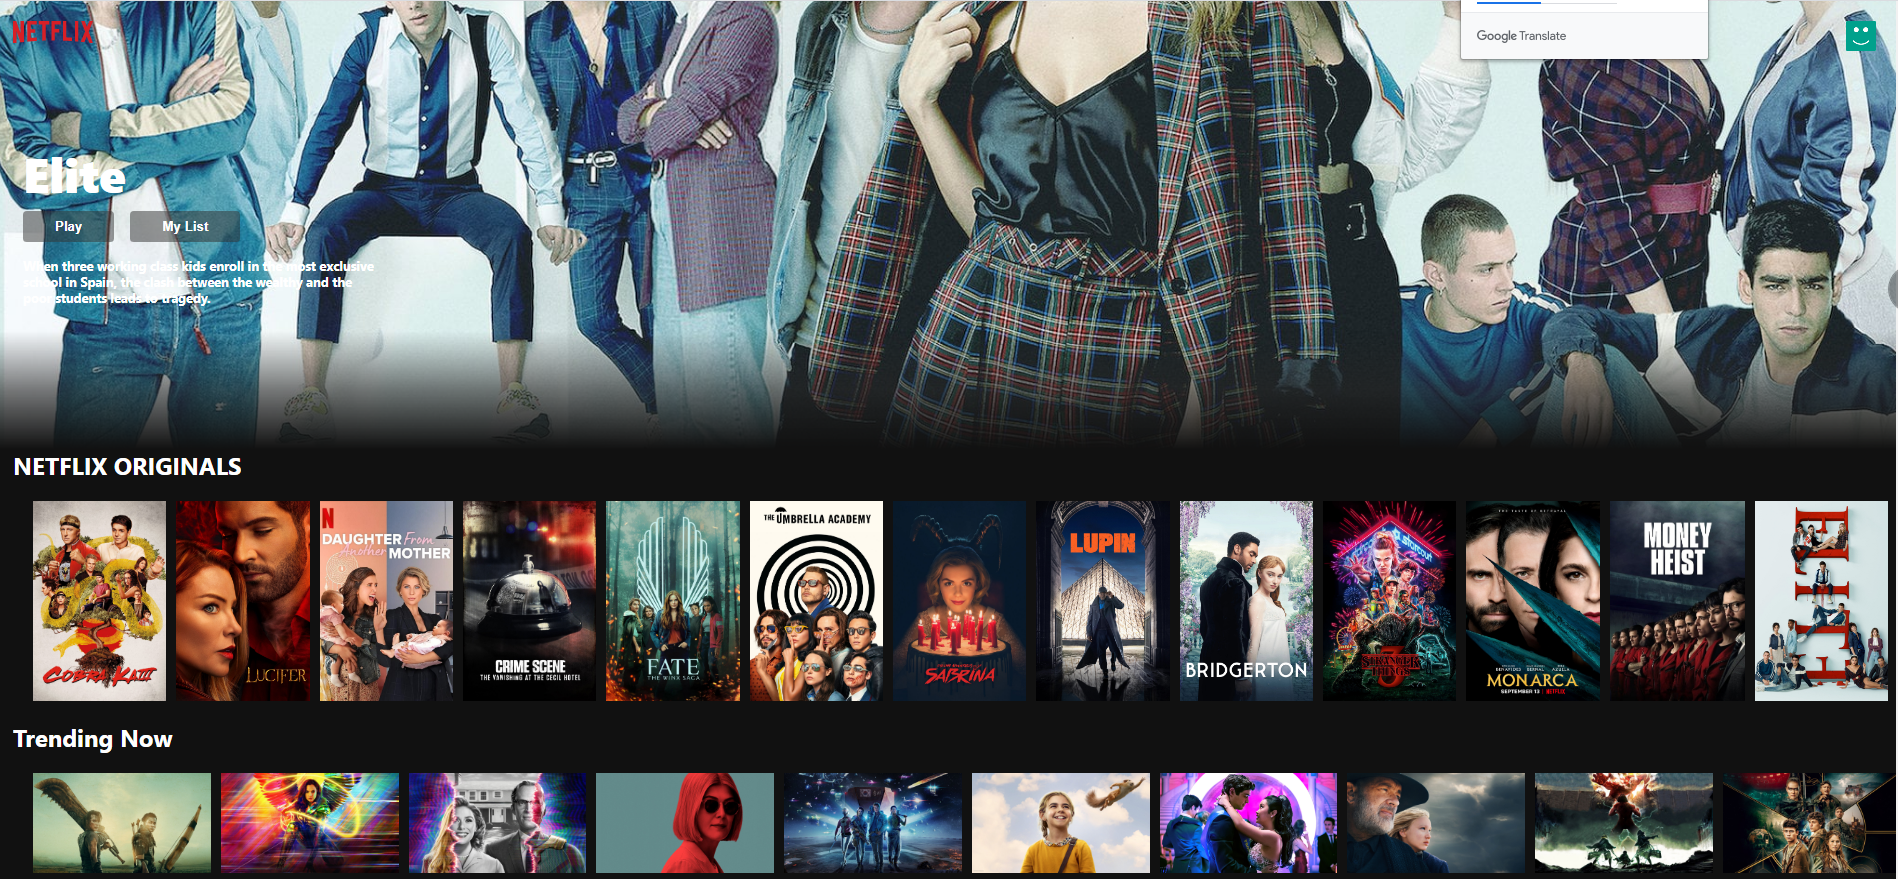 NETFLIX
Google Translate
Elite
Play
My List
When three working class kids enroll in the most exclusive
school in Spain, the clash between the wealthy and the
poor students leads to tragedy.
NETFLIX ORIGINALS
COBRA KAI
LUCIFER
N
DAUGHTER From
Another MOTHER
CRIME SCENE
THE VANISHING AT THE CECIL HOTEL
FATE
THE WINX SAGA
THE UMBRELLA ACADEMY
SABRINA
LUPIN
BRIDGERTON
STRANGER
THINGS
3
MONARCA
SEPTEMBER 13 | NETFLIX
MONEY
HEIST
ELITE
Trending Now